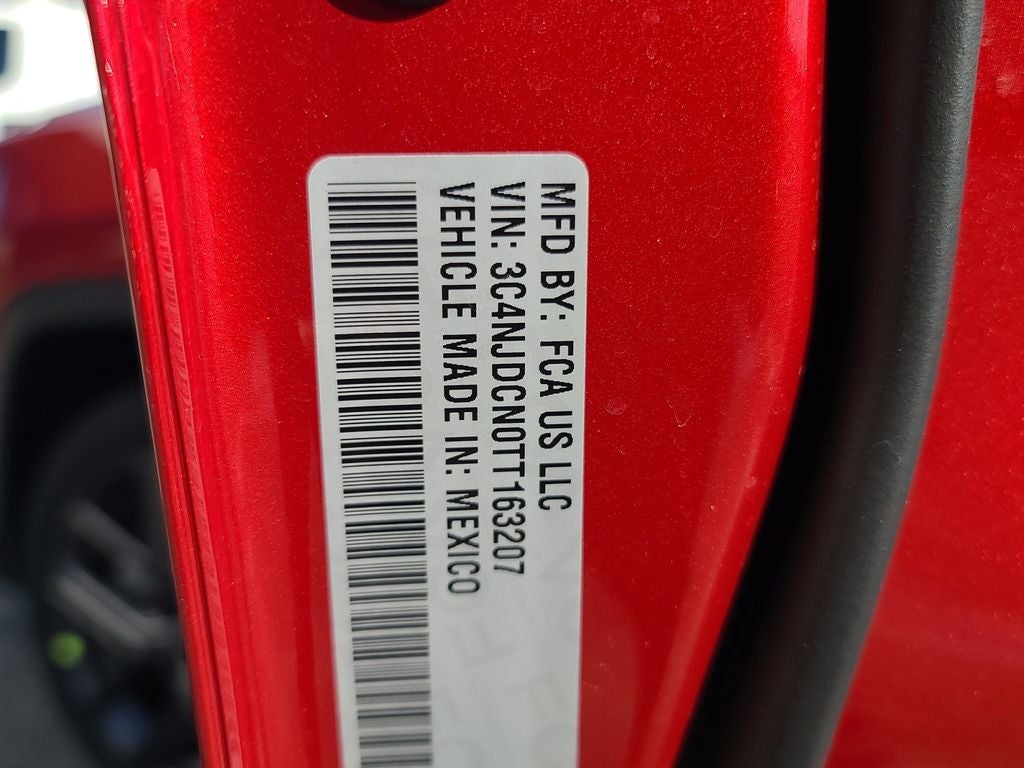 MFD BY: FCA US LLC
VIN: 3C4NJDCN0TT163207
VEHICLE MADE IN: MEXICO